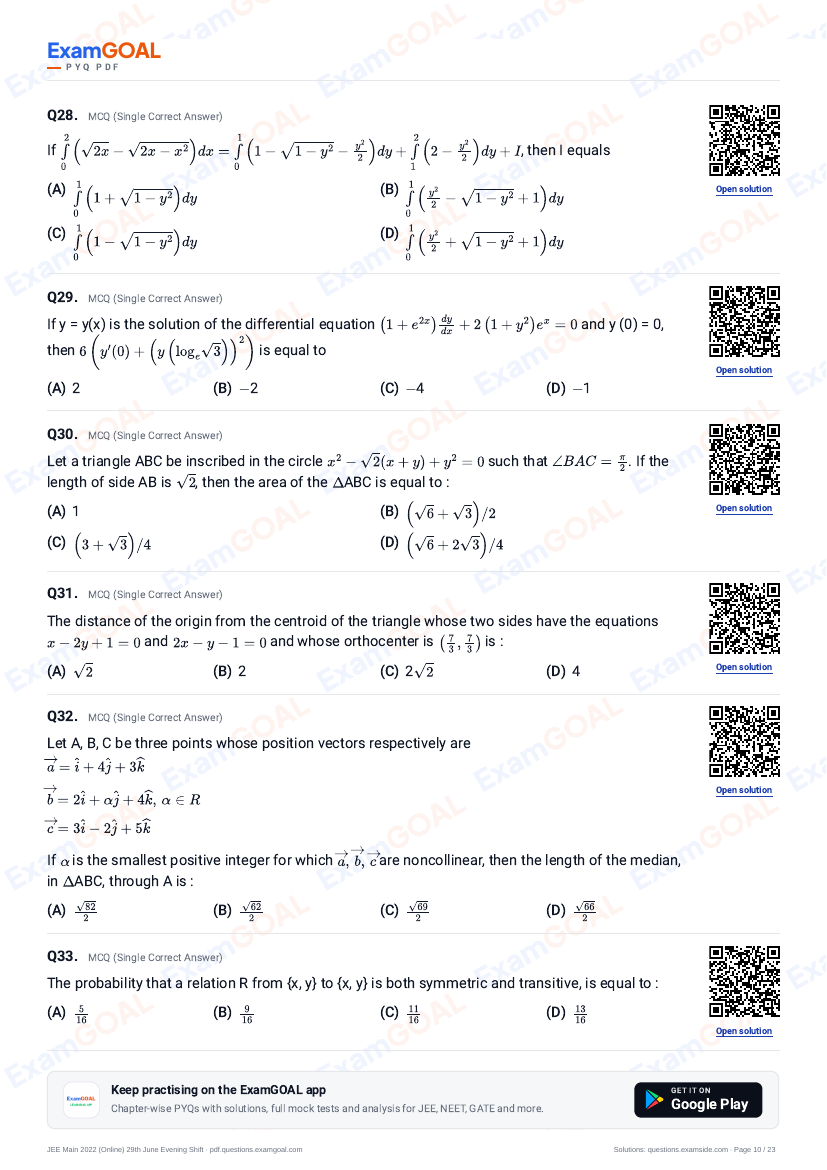 ExamGOAL
PYQ PDF
Q28. MCQ (Single Correct Answer)
If ∫₀² (√(2x) − √(2x − x²)) dx = ∫₀¹ (1 − √(1 − y²) − y²/2) dy + ∫₁² (2 − y²/2) dy + I, then I equals
(A) ∫₀¹ (1 + √(1 − y²)) dy (B) ∫₀¹ (y²/2 − √(1 − y²) + 1) dy
(C) ∫₀¹ (1 − √(1 − y²)) dy (D) ∫₀¹ (y²/2 + √(1 − y²) + 1) dy
Open solution
Q29. MCQ (Single Correct Answer)
If y = y(x) is the solution of the differential equation (1 + e²ˣ) dy/dx + 2 (1 + y²) eˣ = 0 and y (0) = 0,
then 6 (y′(0) + (y (logₑ √3))²) is equal to
(A) 2 (B) −2 (C) −4 (D) −1
Open solution
Q30. MCQ (Single Correct Answer)
Let a triangle ABC be inscribed in the circle x² − √2(x + y) + y² = 0 such that ∠BAC = π/2. If the
length of side AB is √2, then the area of the ΔABC is equal to :
(A) 1 (B) (√6 + √3)/2
(C) (3 + √3)/4 (D) (√6 + 2√3)/4
Open solution
Q31. MCQ (Single Correct Answer)
The distance of the origin from the centroid of the triangle whose two sides have the equations
x − 2y + 1 = 0 and 2x − y − 1 = 0 and whose orthocenter is (7/3, 7/3) is :
(A) √2 (B) 2 (C) 2√2 (D) 4
Open solution
Q32. MCQ (Single Correct Answer)
Let A, B, C be three points whose position vectors respectively are
a⃗ = î + 4ĵ + 3k̂
b⃗ = 2î + αĵ + 4k̂, α ∈ R
c⃗ = 3î − 2ĵ + 5k̂
If α is the smallest positive integer for which a⃗, b⃗, c⃗ are noncollinear, then the length of the median,
in ΔABC, through A is :
(A) √82/2 (B) √62/2 (C) √69/2 (D) √66/2
Open solution
Q33. MCQ (Single Correct Answer)
The probability that a relation R from {x, y} to {x, y} is both symmetric and transitive, is equal to :
(A) 5/16 (B) 9/16 (C) 11/16 (D) 13/16
Open solution
Keep practising on the ExamGOAL app
Chapter-wise PYQs with solutions, full mock tests and analysis for JEE, NEET, GATE and more.
GET IT ON
Google Play
JEE Main 2022 (Online) 29th June Evening Shift · pdf.questions.examgoal.com Solutions: questions.examside.com · Page 10 / 23